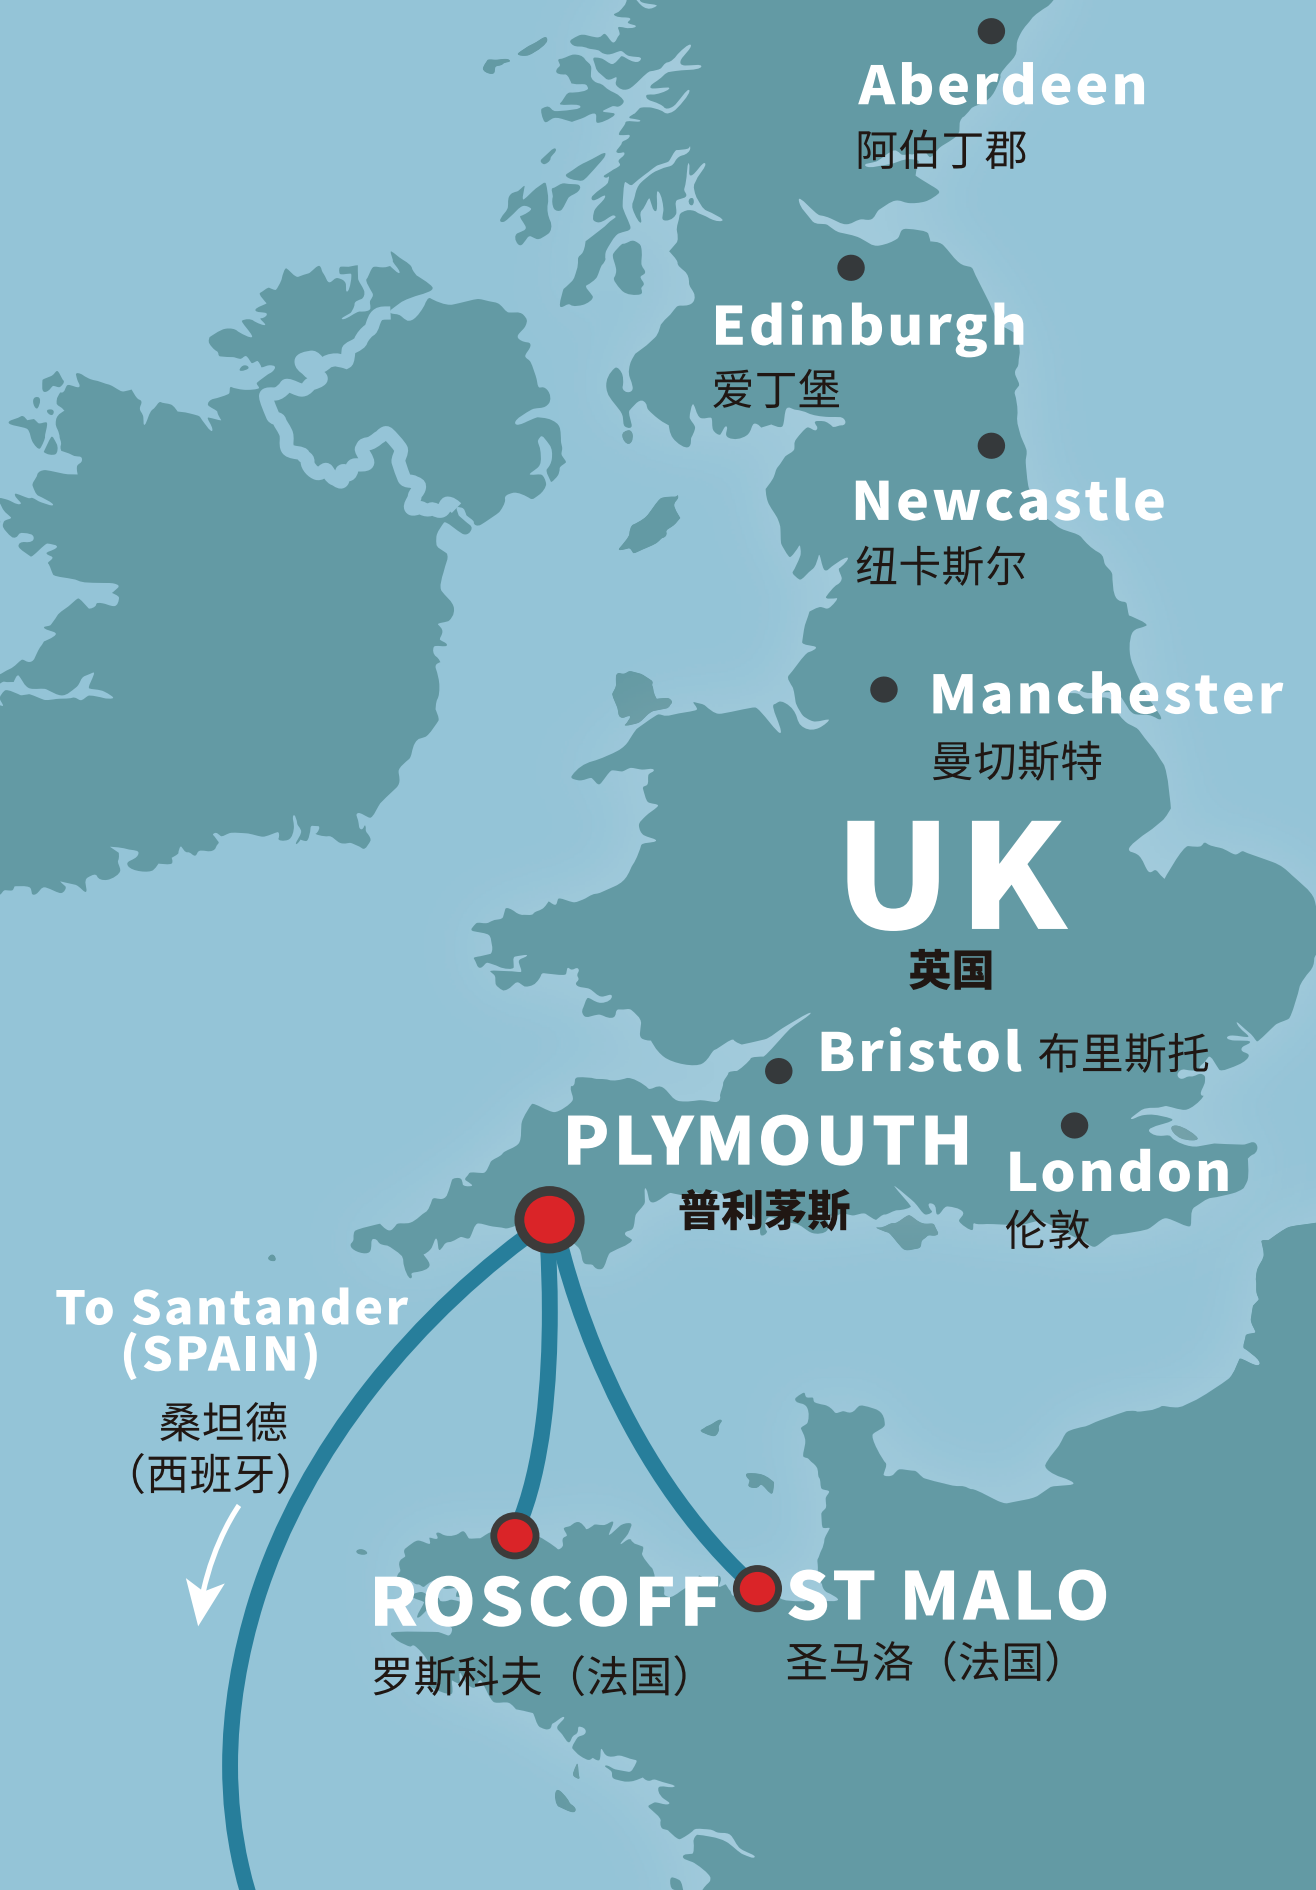 Aberdeen
阿伯丁郡
Edinburgh
爱丁堡
Newcastle
纽卡斯尔
Manchester
曼切斯特
UK
英国
Bristol 布里斯托
PLYMOUTH
普利茅斯
London
伦敦
To Santander
(SPAIN)
桑坦德
（西班牙）
ROSCOFF
罗斯科夫（法国）
ST MALO
圣马洛（法国）